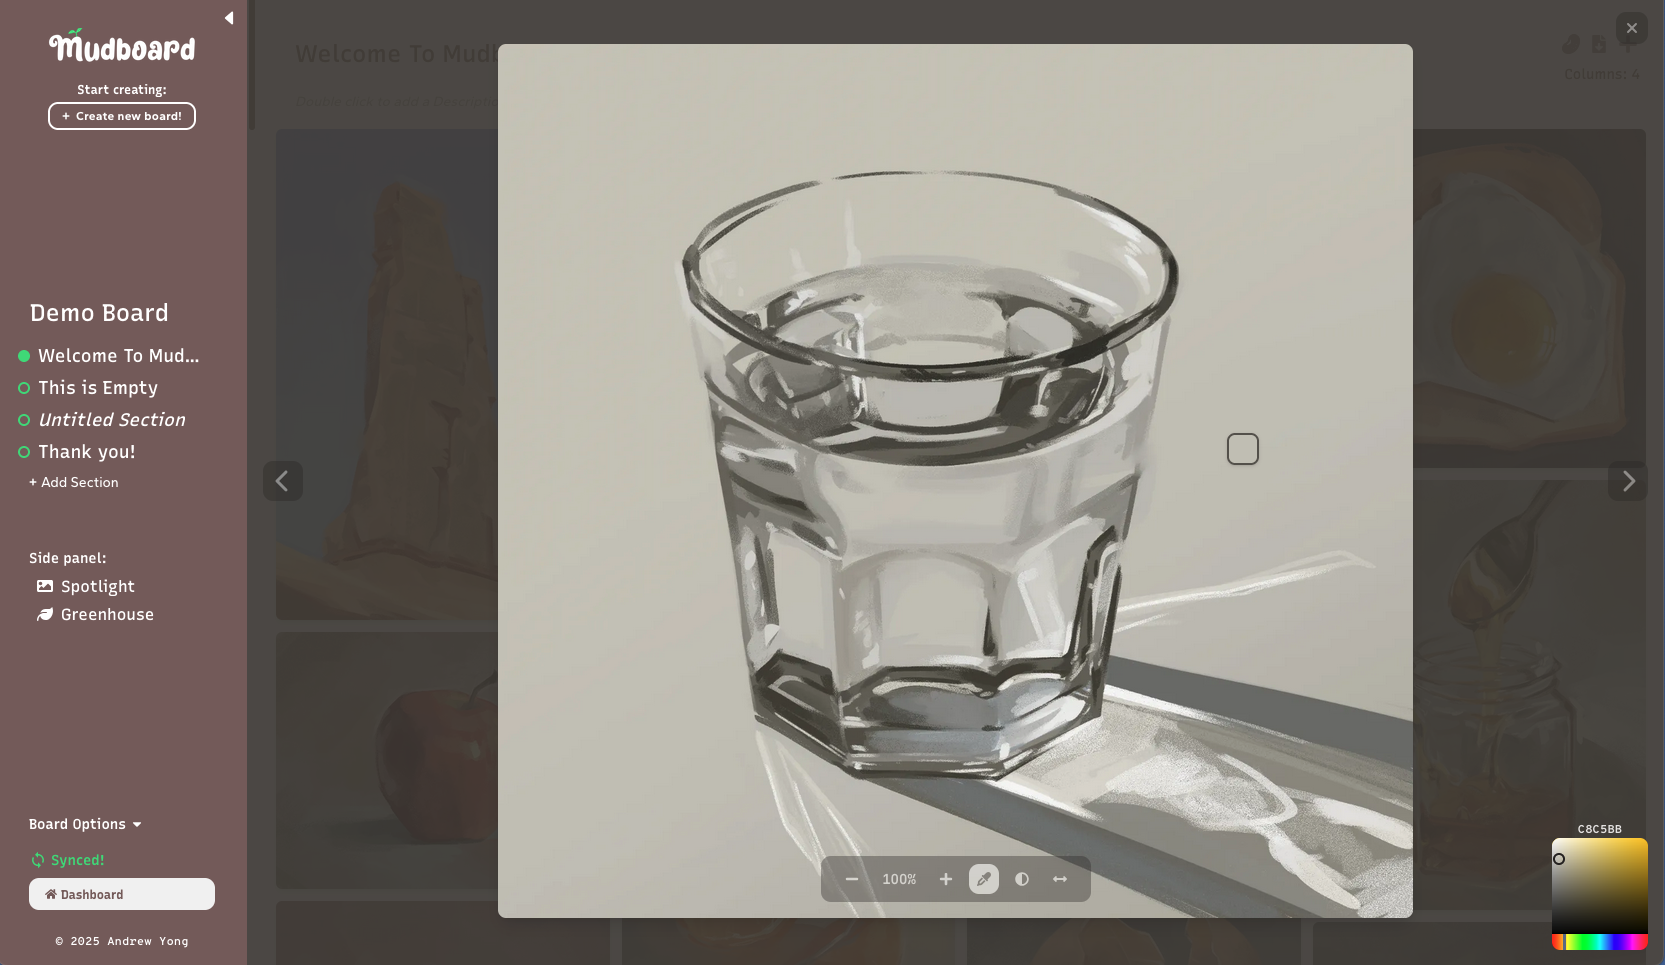 Mudboard
Start creating:
+ Create new board!
Demo Board
Welcome To Mud...
This is Empty
Untitled Section
Thank you!
+ Add Section
Side panel:
Spotlight
Greenhouse
Board Options
Synced!
Dashboard
© 2025 Andrew Yong
Welcome To Mudb
Double click to add a Descriptio
Columns: 4
100%
C8C5BB